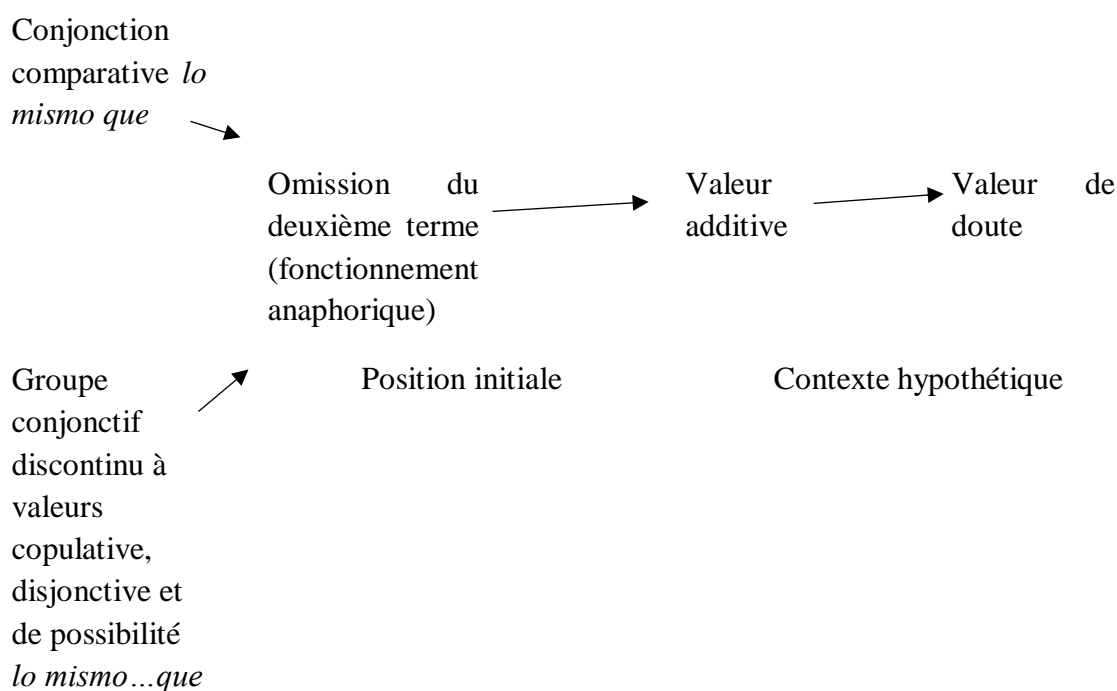 Conjonction
comparative lo
mismo que
Omission du
deuxième terme
(fonctionnement
anaphorique)
Valeur
additive
Valeur de
doute
Groupe
conjonctif
discontinu à
valeurs
copulative,
disjonctive et
de possibilité
lo mismo…que
Position initiale
Contexte hypothétique